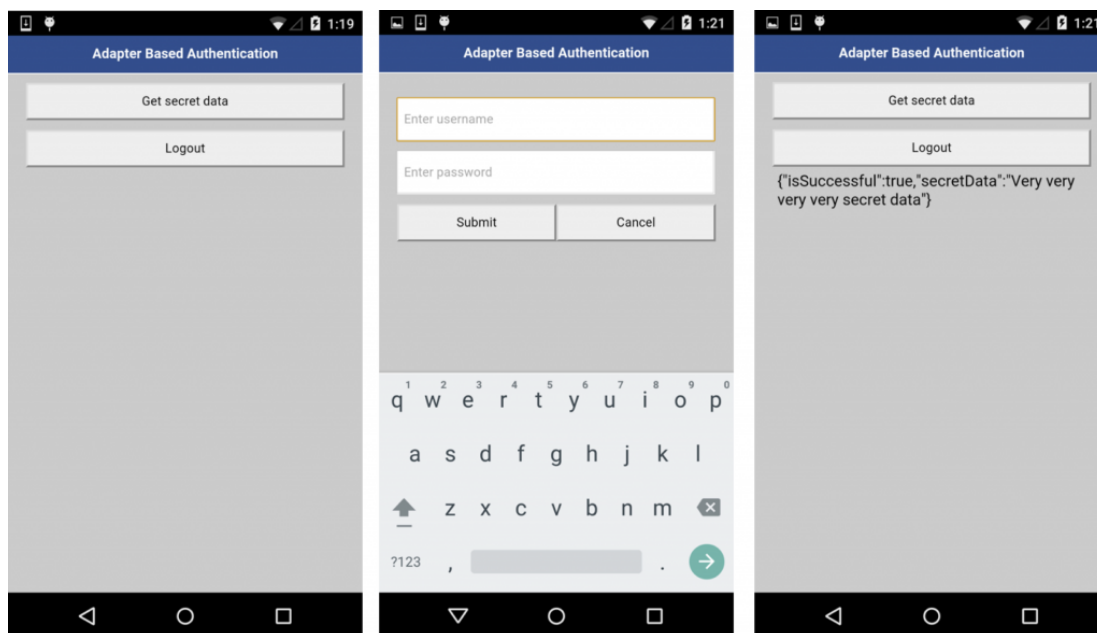 1:19
Adapter Based Authentication
Get secret data
Logout
1:21
Adapter Based Authentication
Enter username
Enter password
Submit Cancel
1 2 3 4 5 6 7 8 9 0
q w e r t y u i o p
a s d f g h j k l
z x c v b n m
?123 , .
1:21
Adapter Based Authentication
Get secret data
Logout
{"isSuccessful":true,"secretData":"Very very
very very secret data"}